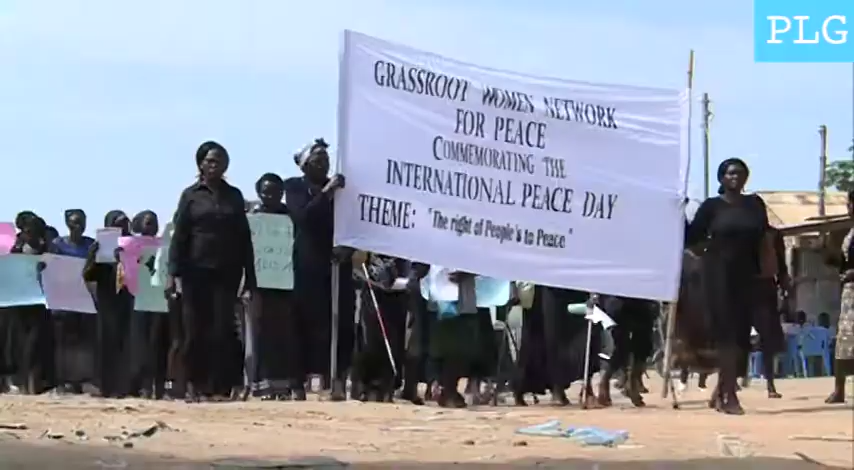 PLG
GRASSROOT WOMEN NETWORK
FOR PEACE
COMMEMORATING THE
INTERNATIONAL PEACE DAY
THEME: "The right of People's to Peace"